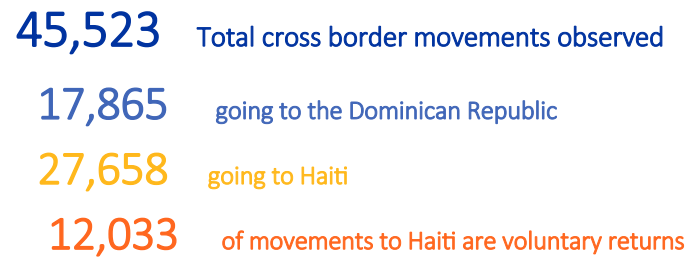 45,523 Total cross border movements observed
17,865 going to the Dominican Republic
27,658 going to Haiti
12,033 of movements to Haiti are voluntary returns